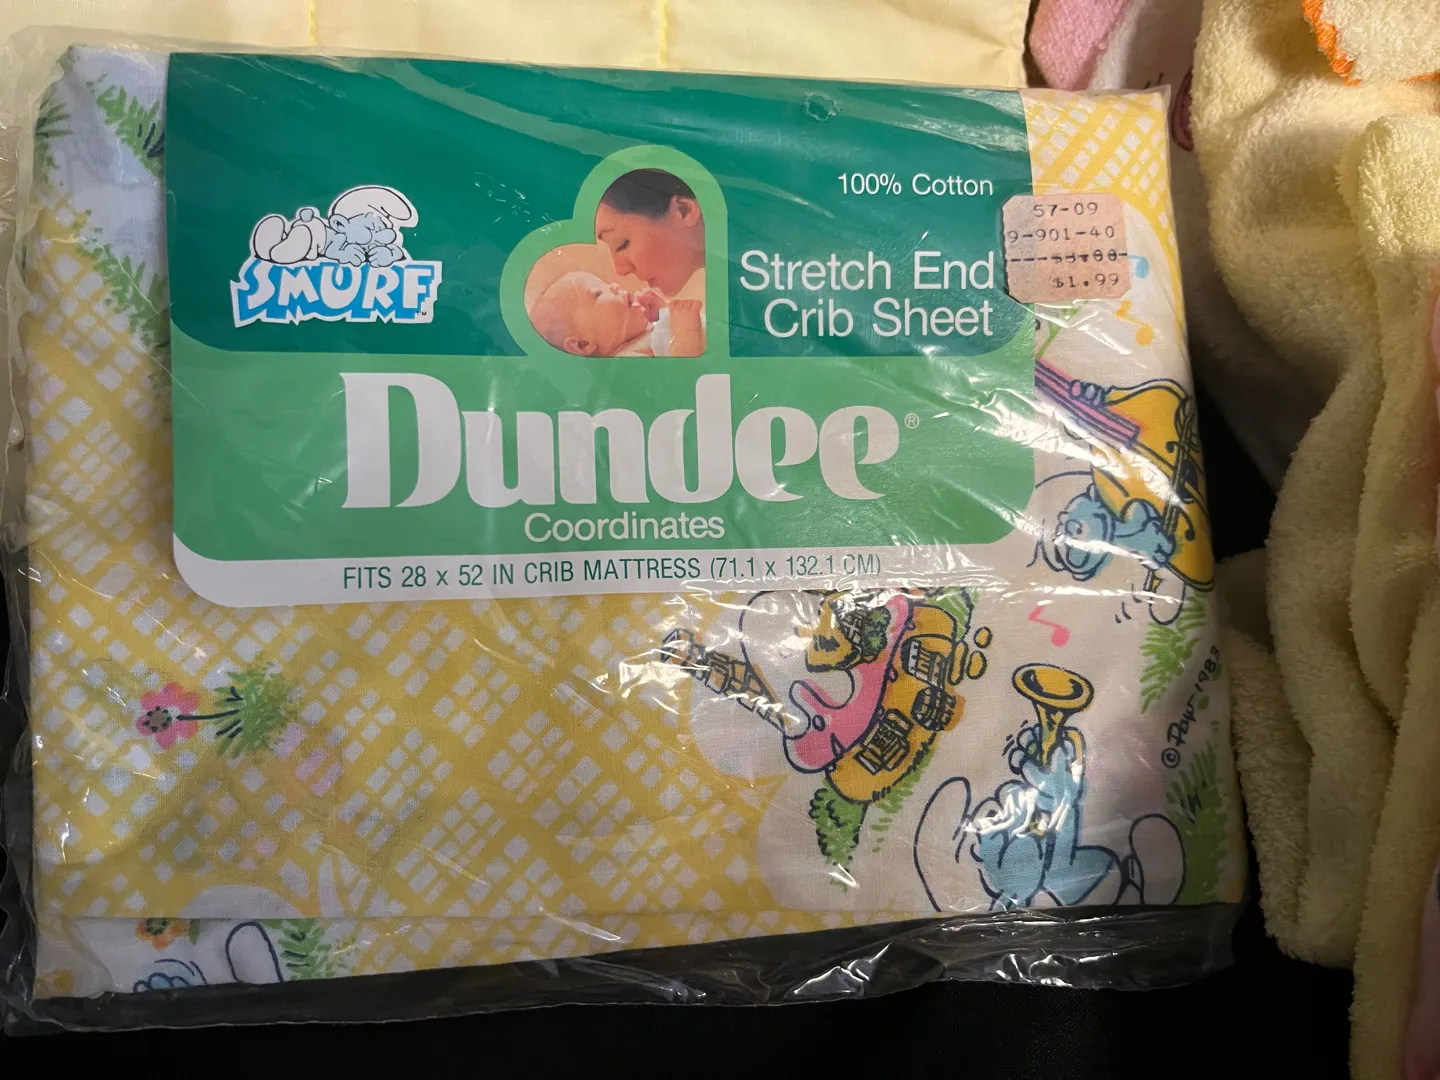 100% Cotton
57-09
9-901-40
$1.99
SMURF™
Stretch End
Crib Sheet
Dundee®
Coordinates
FITS 28 x 52 IN CRIB MATTRESS (71.1 x 132.1 CM)
© Peyo 1983